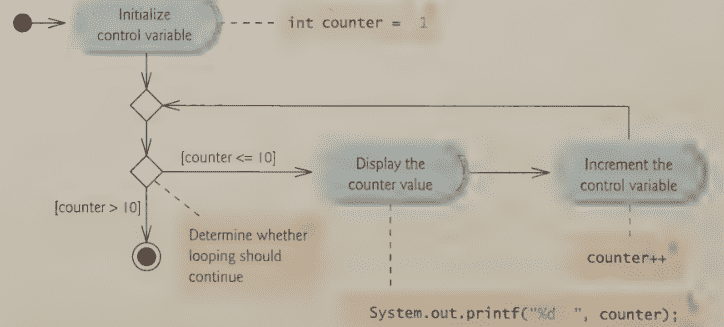 Initialize
control variable
int counter = 1
[counter <= 10]
Display the
counter value
Increment the
control variable
[counter > 10]
Determine whether
looping should
continue
counter++
System.out.printf("%d ", counter);